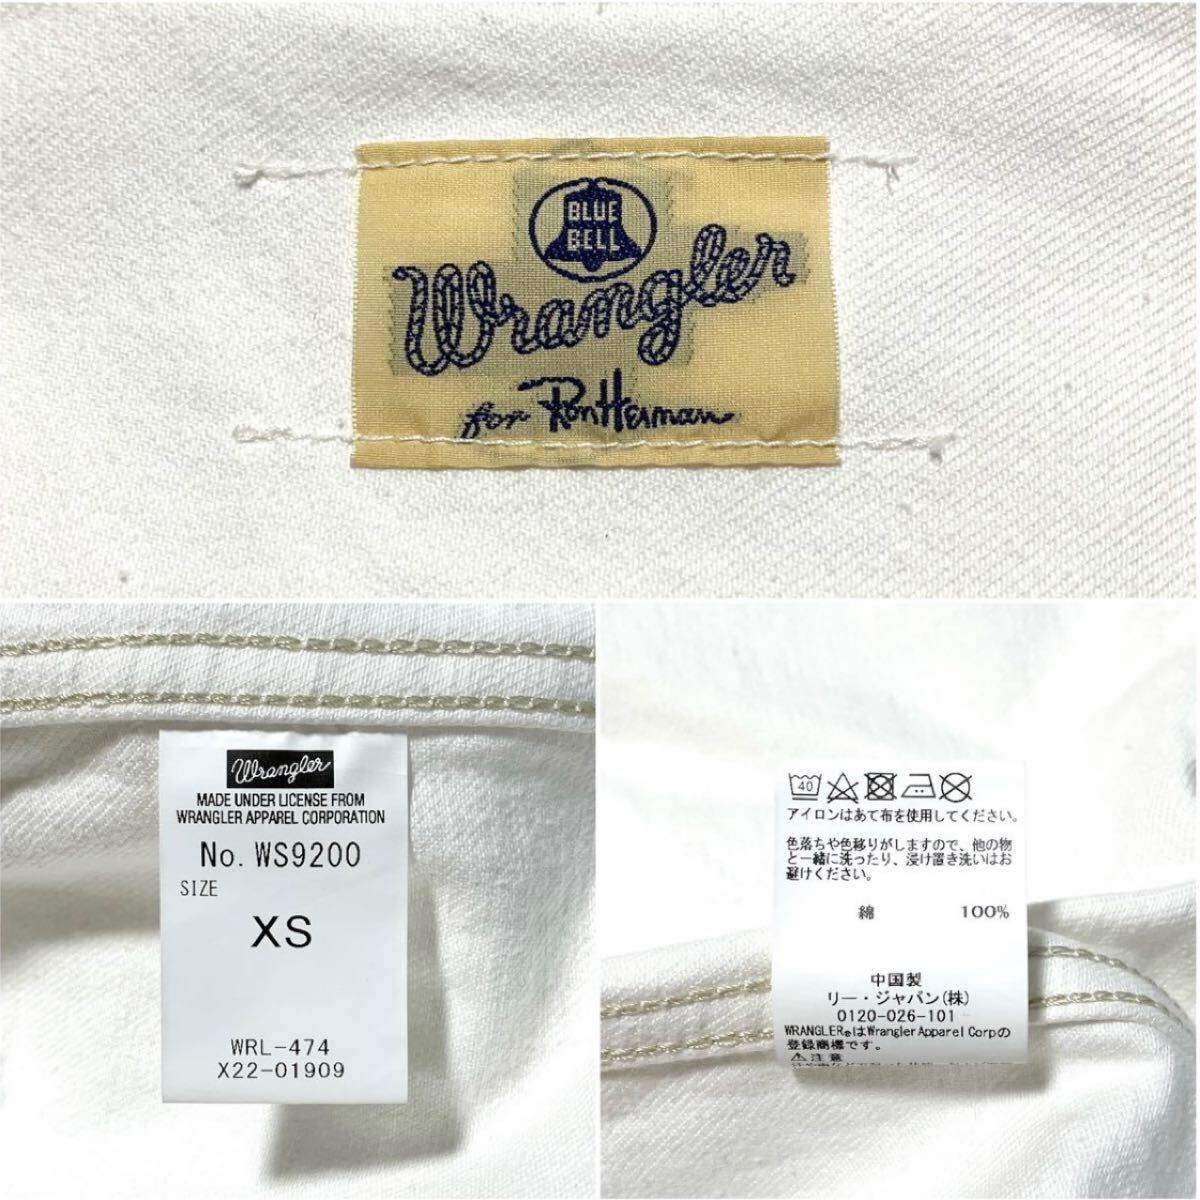 BLUE
BELL
Wrangler
for RonHerman
Wrangler
MADE UNDER LICENSE FROM
WRANGLER APPAREL CORPORATION
No. WS9200
SIZE
XS
WRL-474
X22-01909
40
アイロンはあて布を使用してください。
色落ちや色移りがしますので、他の物
と一緒に洗ったり、浸け置き洗いはお
避けください。
綿 100%
中国製
リー・ジャパン(株)
0120-026-101
WRANGLER®はWrangler Apparel Corpの
登録商標です。
⚠注意